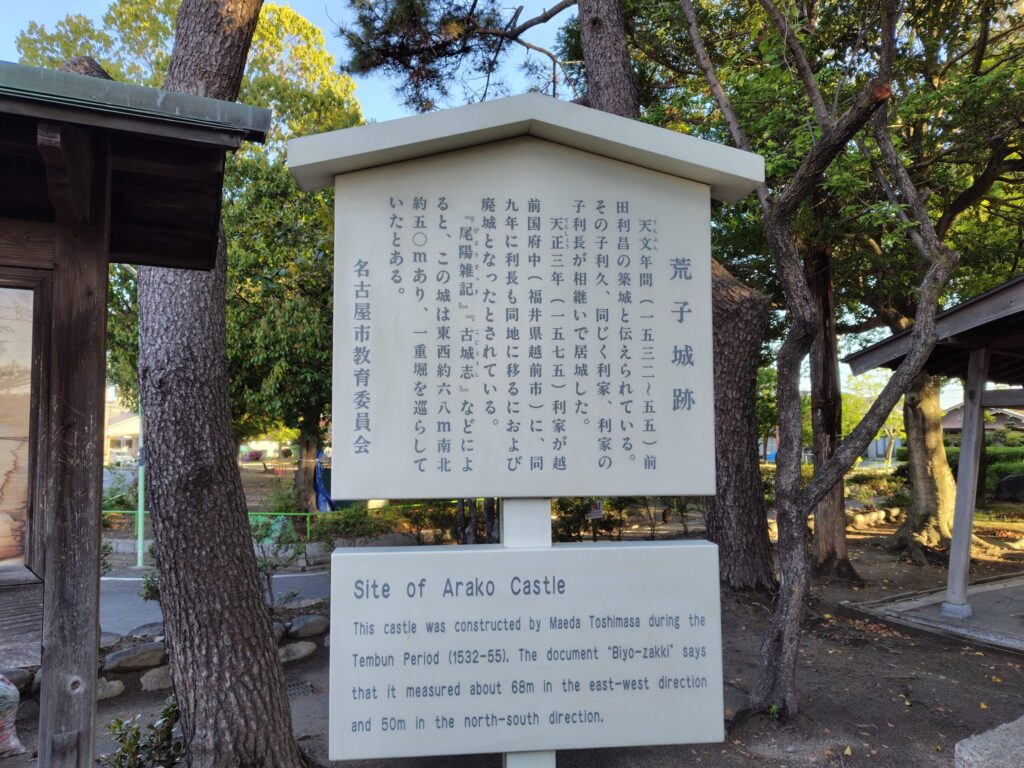 荒子城跡
天文年間（一五三二～五五）前
田利昌の築城と伝えられている。
その子利久、同じく利家、利家の
子利長が相継いで居城した。
天正三年（一五七五）利家が越
前国府中（福井県越前市）に、同
九年に利長も同地に移るにおよび
廃城となったとされている。
『尾陽雑記』『古城志』などによ
ると、この城は東西約六八m南北
約五〇mあり、一重堀を巡らして
いたとある。
名古屋市教育委員会
Site of Arako Castle
This castle was constructed by Maeda Toshimasa during the
Tembun Period (1532-55). The document "Biyo-zakki" says
that it measured about 68m in the east-west direction
and 50m in the north-south direction.